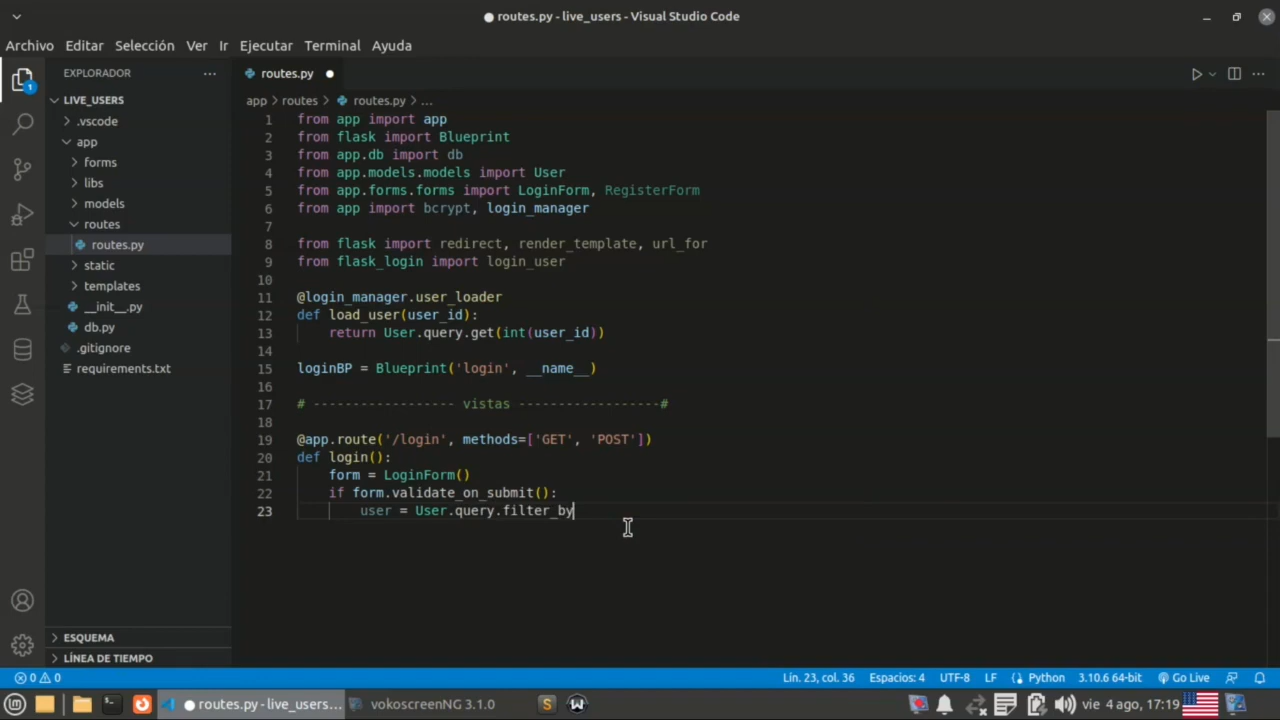 ● routes.py - live_users - Visual Studio Code
Archivo Editar Selección Ver Ir Ejecutar Terminal Ayuda
EXPLORADOR ···
LIVE_USERS
.vscode
app
forms
libs
models
routes
routes.py
static
templates
__init__.py
db.py
.gitignore
requirements.txt
ESQUEMA
LÍNEA DE TIEMPO
1
routes.py ●
app > routes > routes.py > ...
1 from app import app
2 from flask import Blueprint
3 from app.db import db
4 from app.models.models import User
5 from app.forms.forms import LoginForm, RegisterForm
6 from app import bcrypt, login_manager
7
8 from flask import redirect, render_template, url_for
9 from flask_login import login_user
10
11 @login_manager.user_loader
12 def load_user(user_id):
13     return User.query.get(int(user_id))
14
15 loginBP = Blueprint('login', __name__)
16
17 # ------------------ vistas ------------------#
18
19 @app.route('/login', methods=['GET', 'POST'])
20 def login():
21     form = LoginForm()
22     if form.validate_on_submit():
23         user = User.query.filter_by
0 0 Lín. 23, col. 36 Espacios: 4 UTF-8 LF Python 3.10.6 64-bit Go Live
● routes.py - live_users... vokoscreenNG 3.1.0 S W vie 4 ago, 17:19